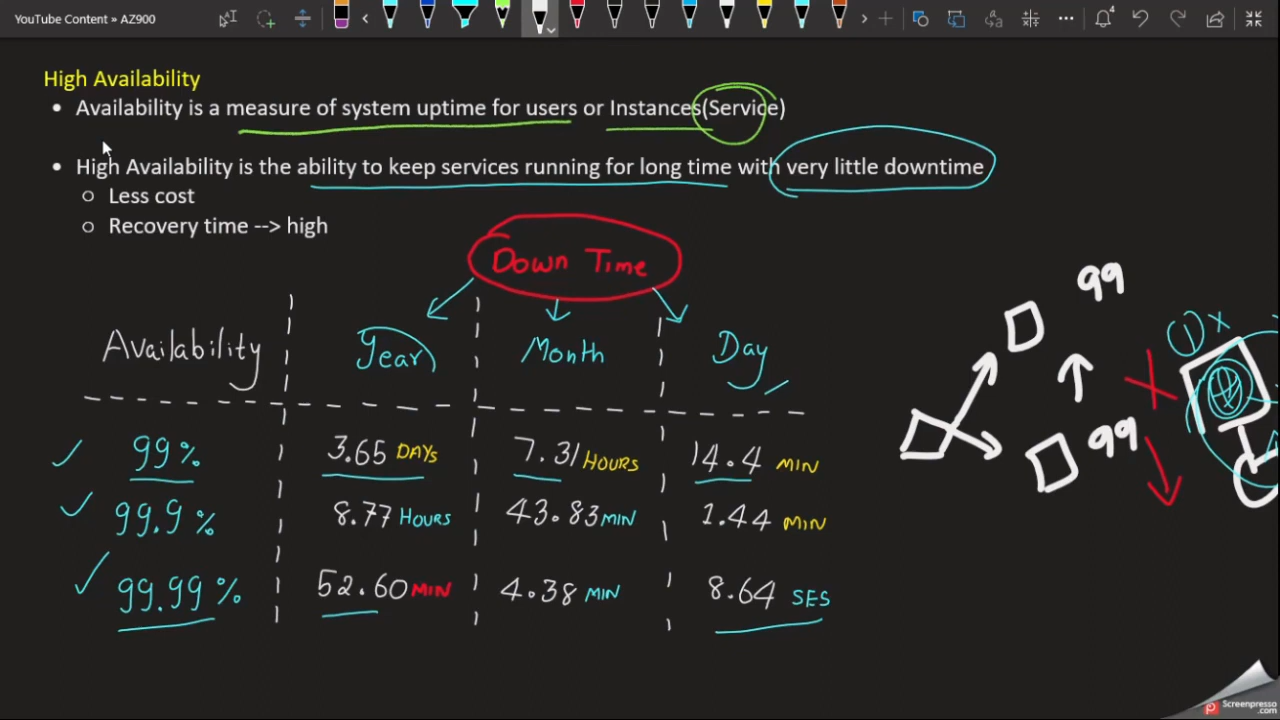 YouTube Content » AZ900
4
High Availability
• Availability is a measure of system uptime for users or Instances(Service)
• High Availability is the ability to keep services running for long time with very little downtime
○ Less cost
○ Recovery time --> high
Down Time
Availability Year Month Day
99% 3.65 DAYS 7.31 HOURS 14.4 MIN
99.9% 8.77 HOURS 43.83 MIN 1.44 MIN
99.99% 52.60 MIN 4.38 MIN 8.64 SES
99
99
1 x
Screenpresso
.com